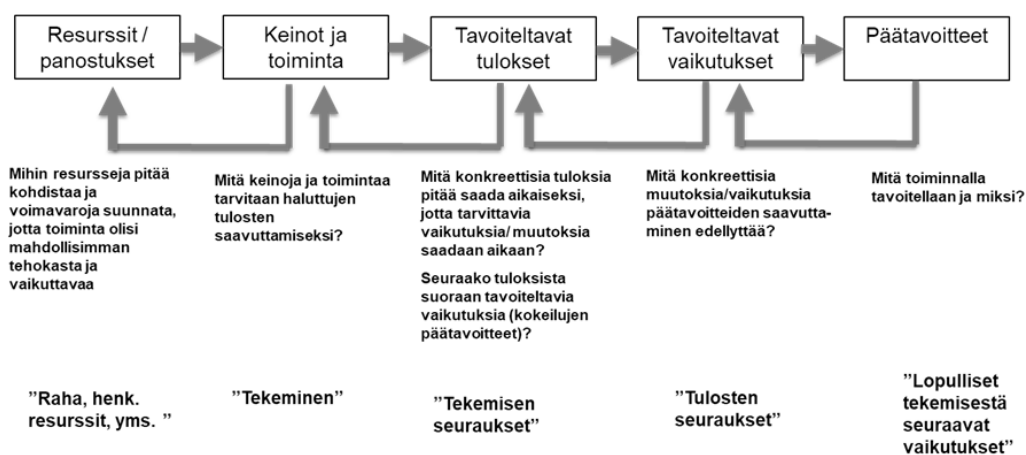 Resurssit /
panostukset
Keinot ja
toiminta
Tavoiteltavat
tulokset
Tavoiteltavat
vaikutukset
Päätavoitteet
Mihin resursseja pitää
kohdistaa ja
voimavaroja suunnata,
jotta toiminta olisi
mahdollisimman
tehokasta ja
vaikuttavaa
Mitä keinoja ja toimintaa
tarvitaan haluttujen
tulosten
saavuttamiseksi?
Mitä konkreettisia tuloksia
pitää saada aikaiseksi,
jotta tarvittavia
vaikutuksia/ muutoksia
saadaan aikaan?
Seuraako tuloksista
suoraan tavoiteltavia
vaikutuksia (kokeilujen
päätavoitteet)?
Mitä konkreettisia
muutoksia/vaikutuksia
päätavoitteiden saavutta-
minen edellyttää?
Mitä toiminnalla
tavoitellaan ja miksi?
”Raha, henk.
resurssit, yms. ”
”Tekeminen”
”Tekemisen
seuraukset”
”Tulosten
seuraukset”
”Lopulliset
tekemisestä
seuraavat
vaikutukset”